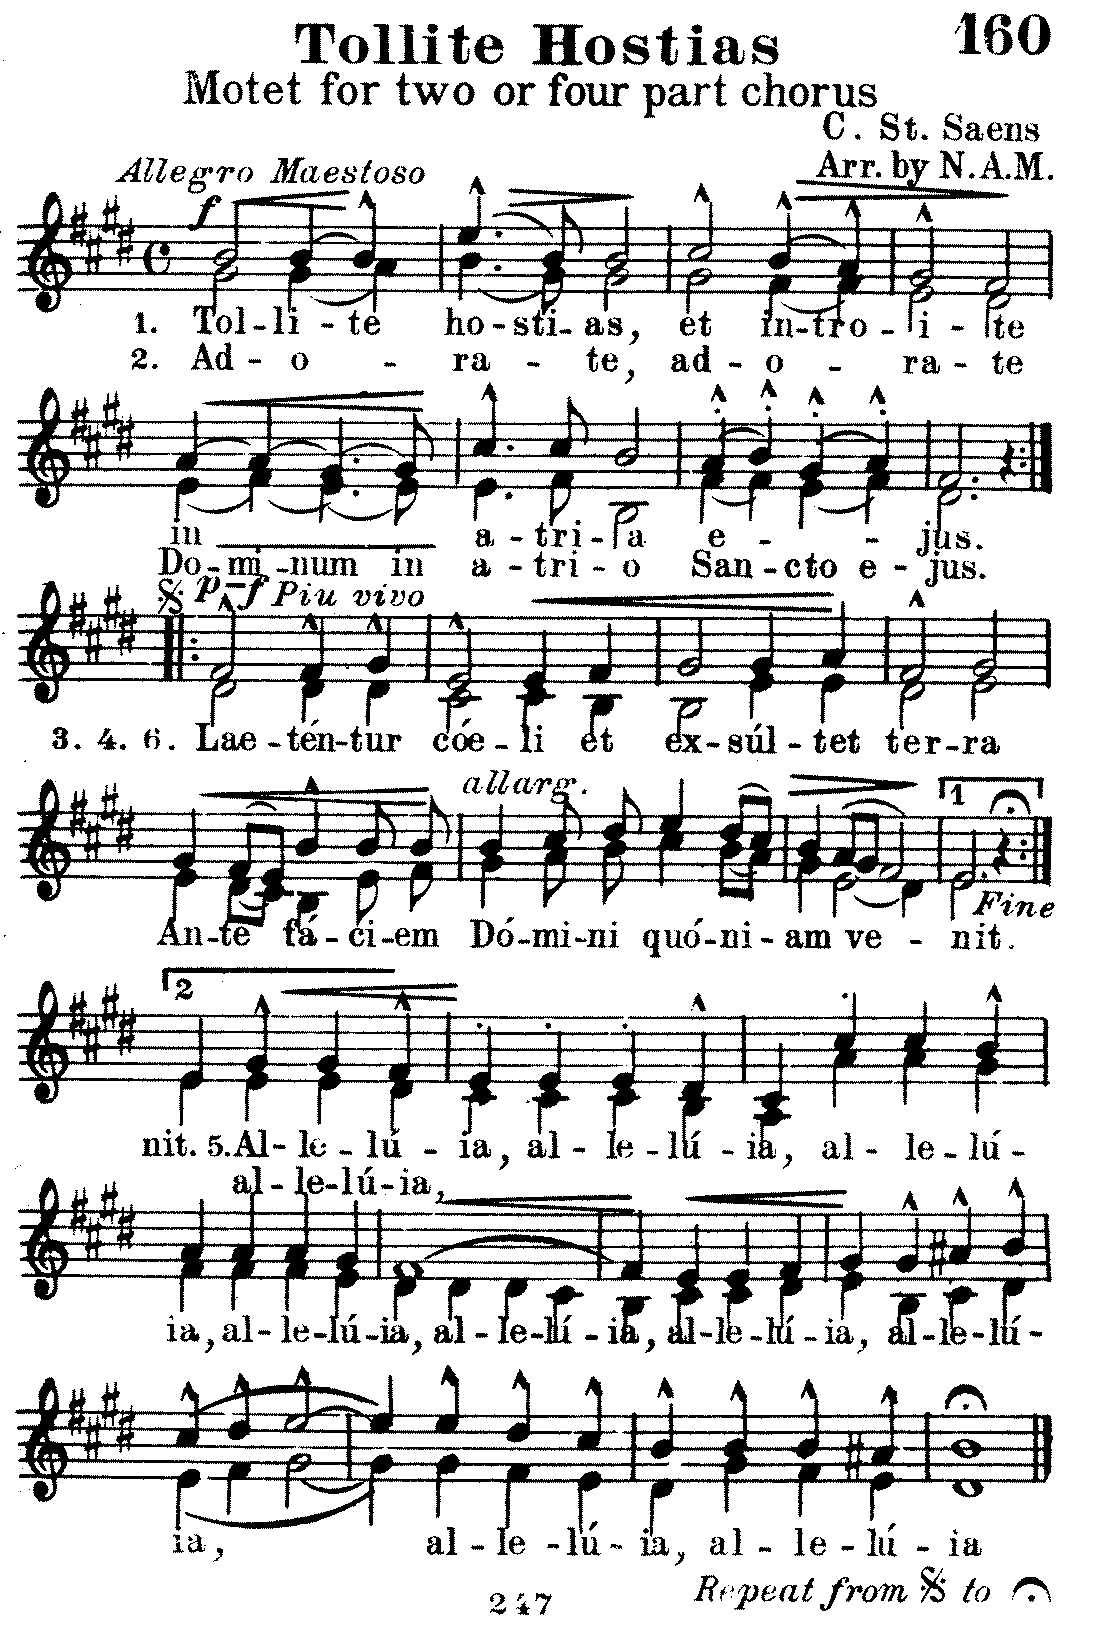 160
Tollite Hostias
Motet for two or four part chorus
C. St. Saens
Arr. by N.A.M.
Allegro Maestoso
f
1. Tol-li-te ho-sti-as, et in-tro-i-te
2. Ad-o-ra-te, ad-o-ra-te
in a-tri-a e-jus.
Do-mi-num in a-tri-o San-cto e-jus.
p-f Piu vivo
3. 4. 6. Lae-tén-tur cóe-li et ex-súl-tet ter-ra
allarg.
1
Fine
An-te fá-ci-em Dó-mi-ni quó-ni-am ve-nit.
2
nit. 5. Al-le-lú-ia, al-le-lú-ia, al-le-lú-
al-le-lú-ia,
ia, al-le-lú-ia, al-le-lú-ia, al-le-lú-ia, al-le-lú-
ia, al-le-lú-ia, al-le-lú-ia
Repeat from 𝄋 to 𝄐
247